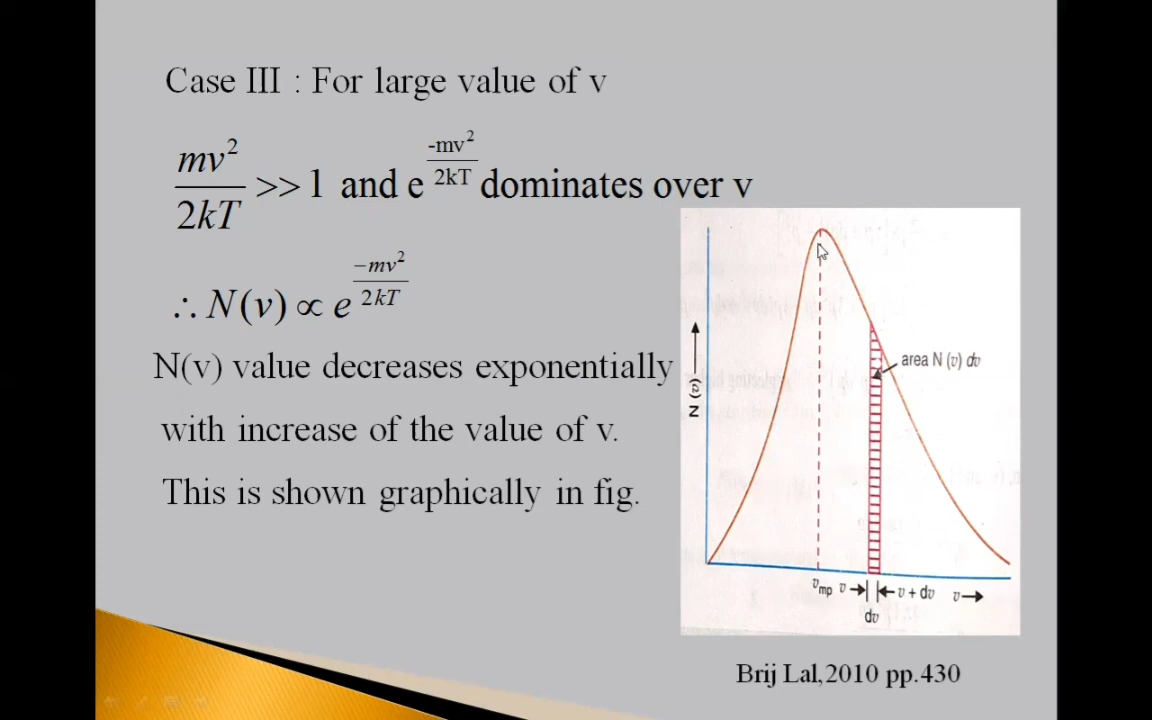 Case III : For large value of v
mv²/2kT >> 1 and e^(-mv²/2kT) dominates over v
∴ N(v) ∝ e^(−mv²/2kT)
N(v) value decreases exponentially
with increase of the value of v.
This is shown graphically in fig.
N (v)
area N (v) dv
v_mp v v + dv v
dv
Brij Lal,2010 pp.430